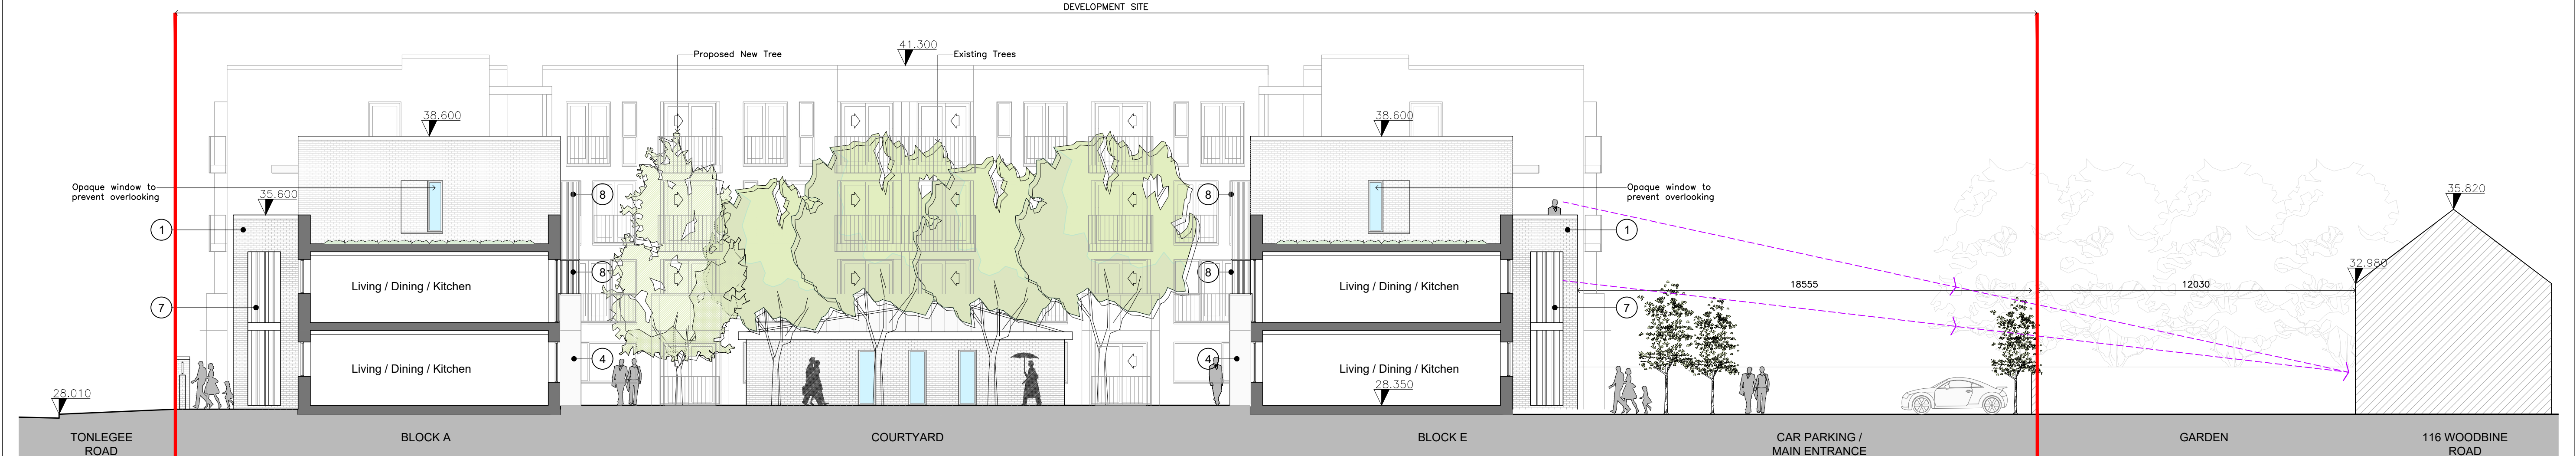 DEVELOPMENT SITE
41.300
Proposed New Tree
Existing Trees
38.600
38.600
Opaque window to
prevent overlooking
35.600
Opaque window to
prevent overlooking
35.820
8
8
1
1
32.980
8
8
Living / Dining / Kitchen
Living / Dining / Kitchen
18555
12030
7
7
4
4
Living / Dining / Kitchen
Living / Dining / Kitchen
28.350
28.010
TONLEGEE
ROAD
BLOCK A
COURTYARD
BLOCK E
CAR PARKING /
MAIN ENTRANCE
GARDEN
116 WOODBINE
ROAD